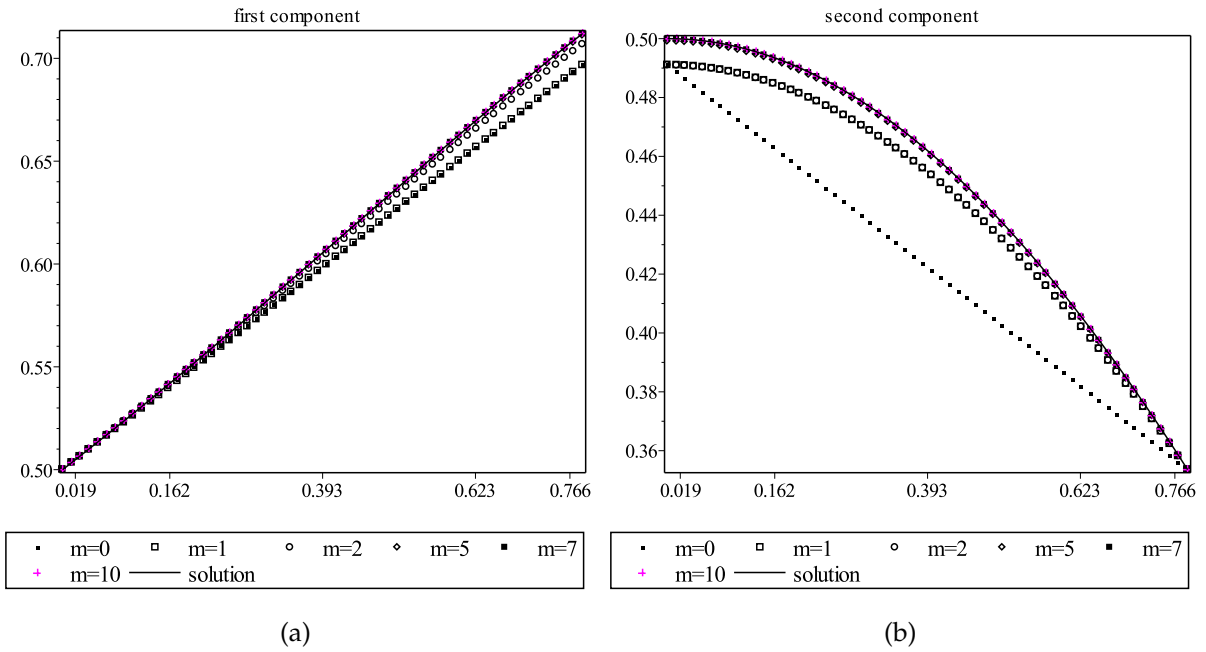 first component
0.70
0.65
0.60
0.55
0.50
0.019 0.162 0.393 0.623 0.766
m=0 m=1 m=2 m=5 m=7
m=10 solution
(a)
second component
0.50
0.48
0.46
0.44
0.42
0.40
0.38
0.36
0.019 0.162 0.393 0.623 0.766
m=0 m=1 m=2 m=5 m=7
m=10 solution
(b)